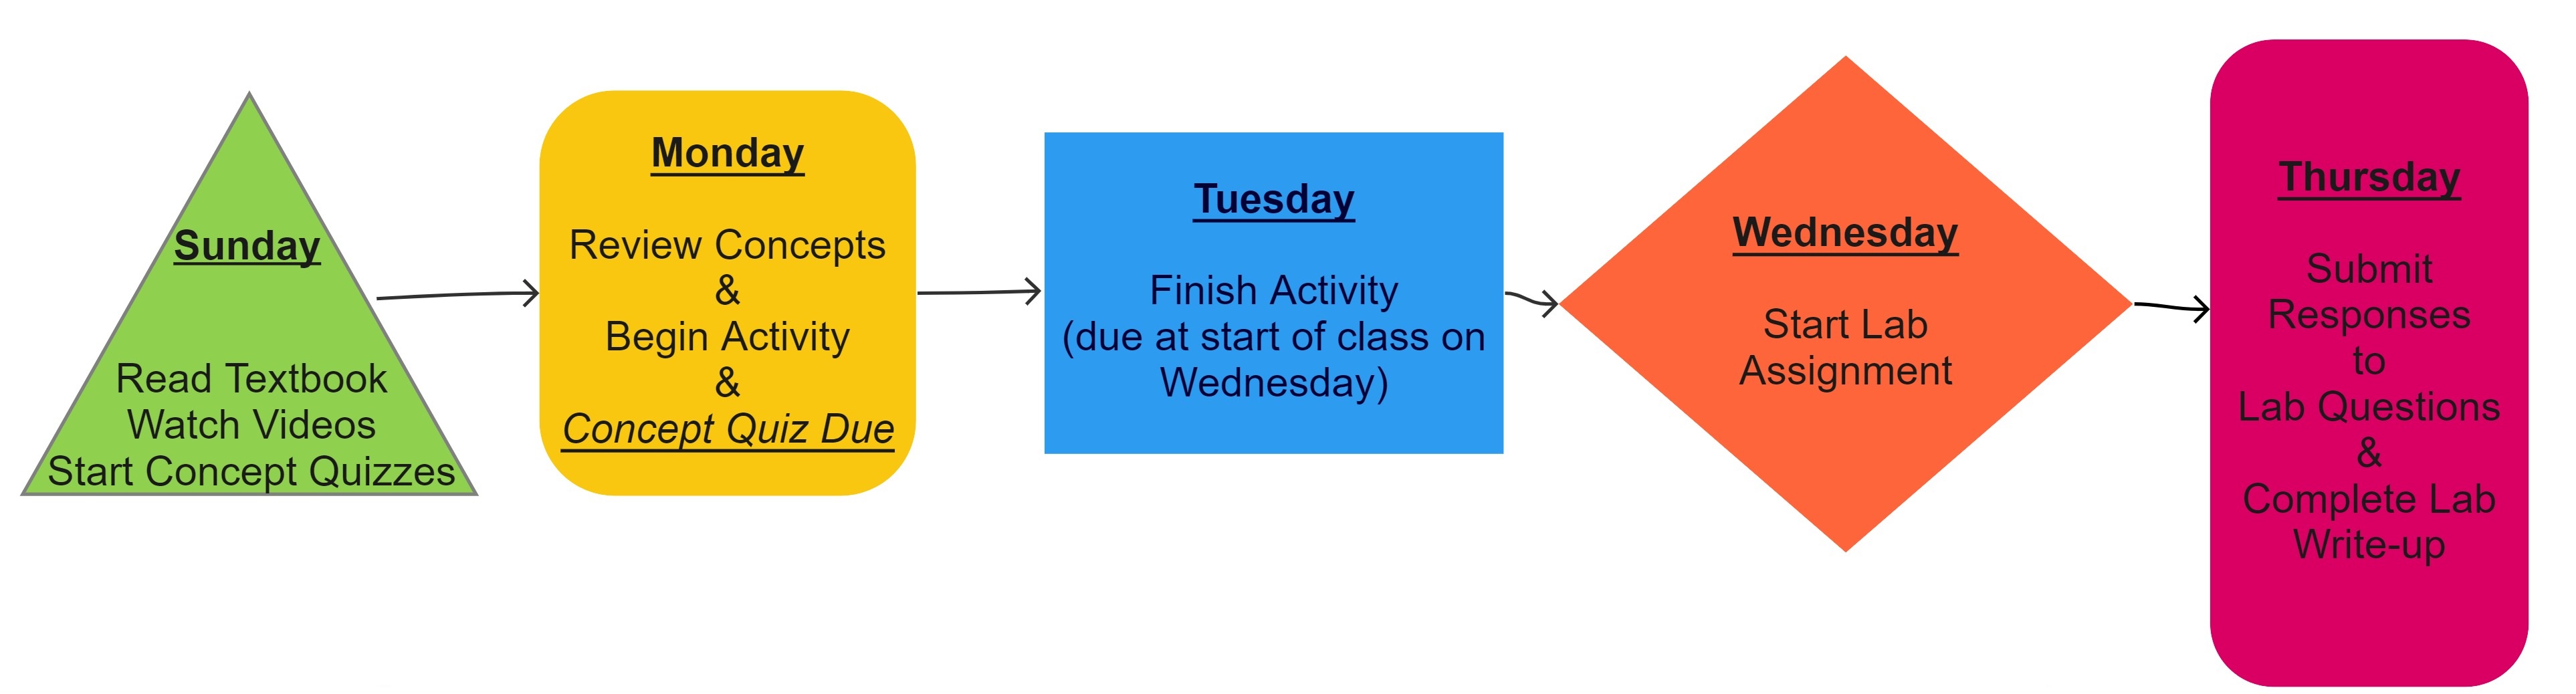 Sunday
Read Textbook
Watch Videos
Start Concept Quizzes
Monday
Review Concepts
&
Begin Activity
&
Concept Quiz Due
Tuesday
Finish Activity
(due at start of class on
Wednesday)
Wednesday
Start Lab
Assignment
Thursday
Submit
Responses
to
Lab Questions
&
Complete Lab
Write-up